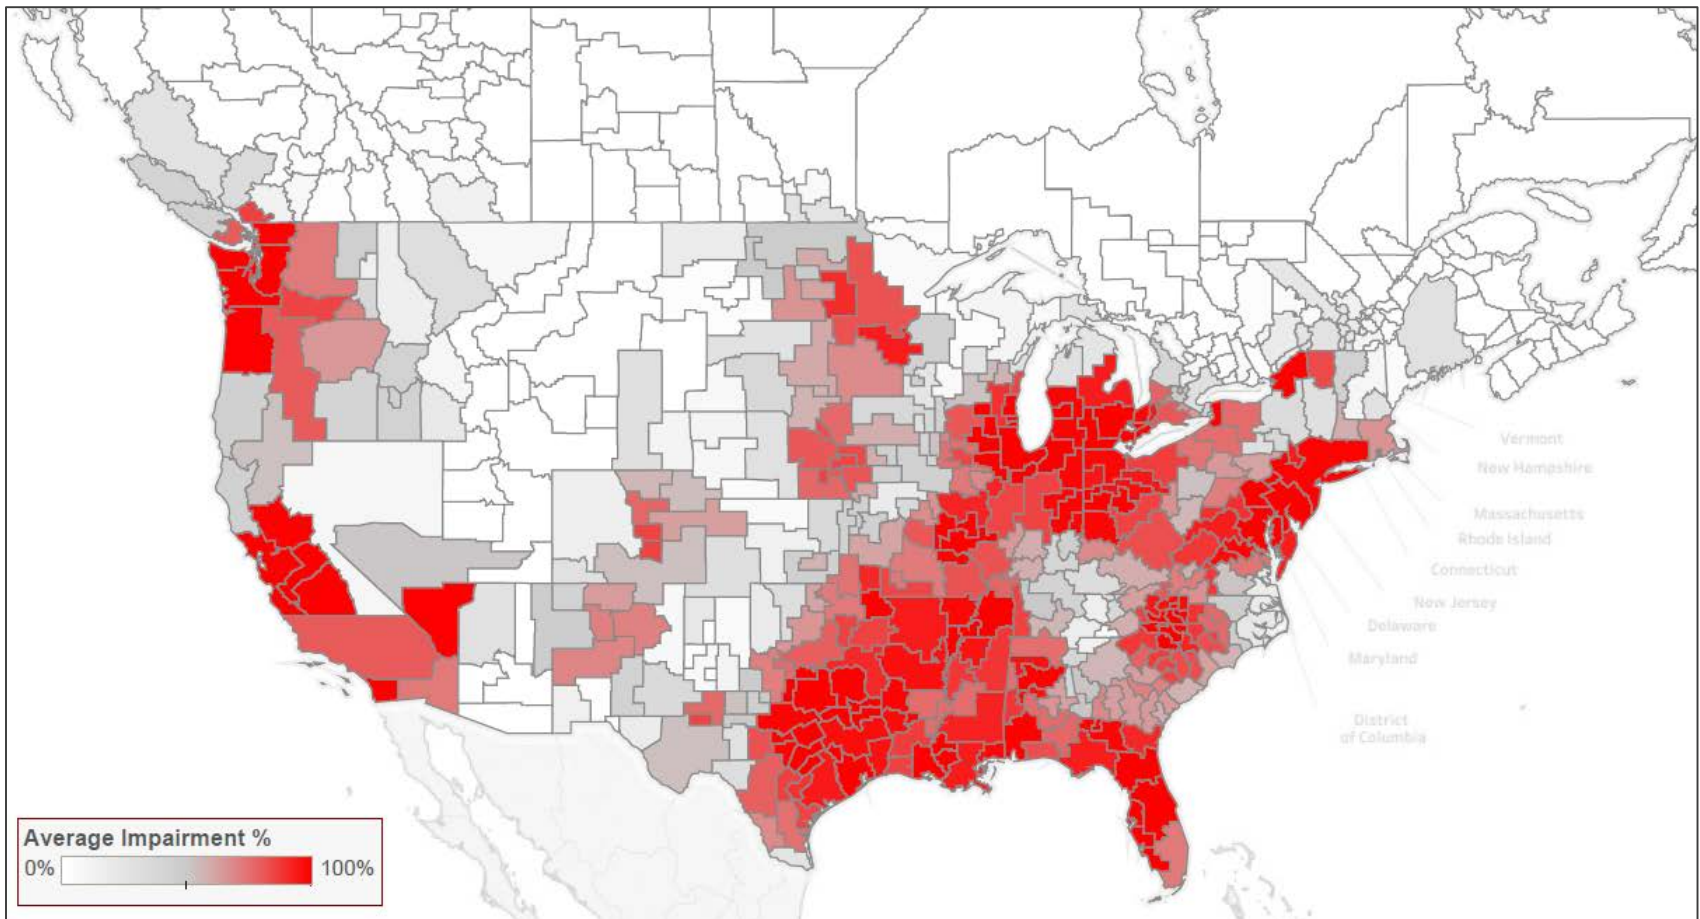 Vermont
New Hampshire
Massachusetts
Rhode Island
Connecticut
New Jersey
Delaware
Maryland
District
of Columbia
Average Impairment %
0%
100%